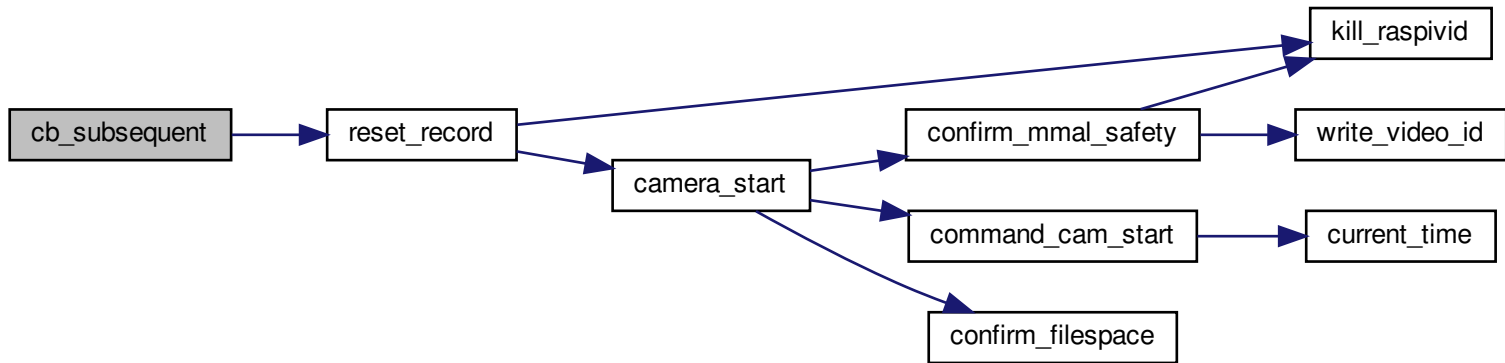 kill_raspivid
cb_subsequent
reset_record
confirm_mmal_safety
write_video_id
camera_start
command_cam_start
current_time
confirm_filespace